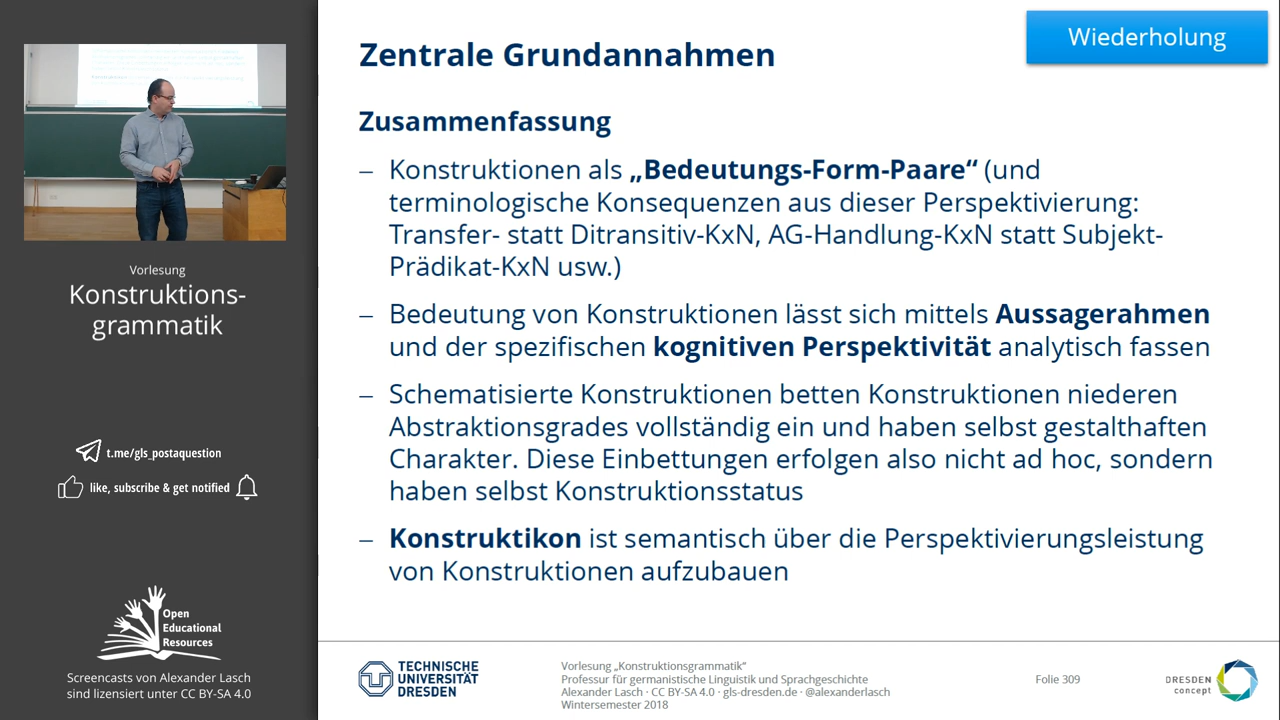 Vorlesung
Konstruktions-
grammatik
t.me/gls_postaquestion
like, subscribe & get notified
Open
Educational
Resources
Screencasts von Alexander Lasch
sind lizensiert unter CC BY-SA 4.0
Wiederholung
Zentrale Grundannahmen
Zusammenfassung
– Konstruktionen als „Bedeutungs-Form-Paare“ (und
terminologische Konsequenzen aus dieser Perspektivierung:
Transfer- statt Ditransitiv-KxN, AG-Handlung-KxN statt Subjekt-
Prädikat-KxN usw.)
– Bedeutung von Konstruktionen lässt sich mittels Aussagerahmen
und der spezifischen kognitiven Perspektivität analytisch fassen
– Schematisierte Konstruktionen betten Konstruktionen niederen
Abstraktionsgrades vollständig ein und haben selbst gestalthaften
Charakter. Diese Einbettungen erfolgen also nicht ad hoc, sondern
haben selbst Konstruktionsstatus
– Konstruktikon ist semantisch über die Perspektivierungsleistung
von Konstruktionen aufzubauen
TECHNISCHE
UNIVERSITÄT
DRESDEN
Vorlesung „Konstruktionsgrammatik“
Professur für germanistische Linguistik und Sprachgeschichte
Alexander Lasch · CC BY-SA 4.0 · gls-dresden.de · @alexanderlasch
Wintersemester 2018
Folie 309
DRESDEN
concept